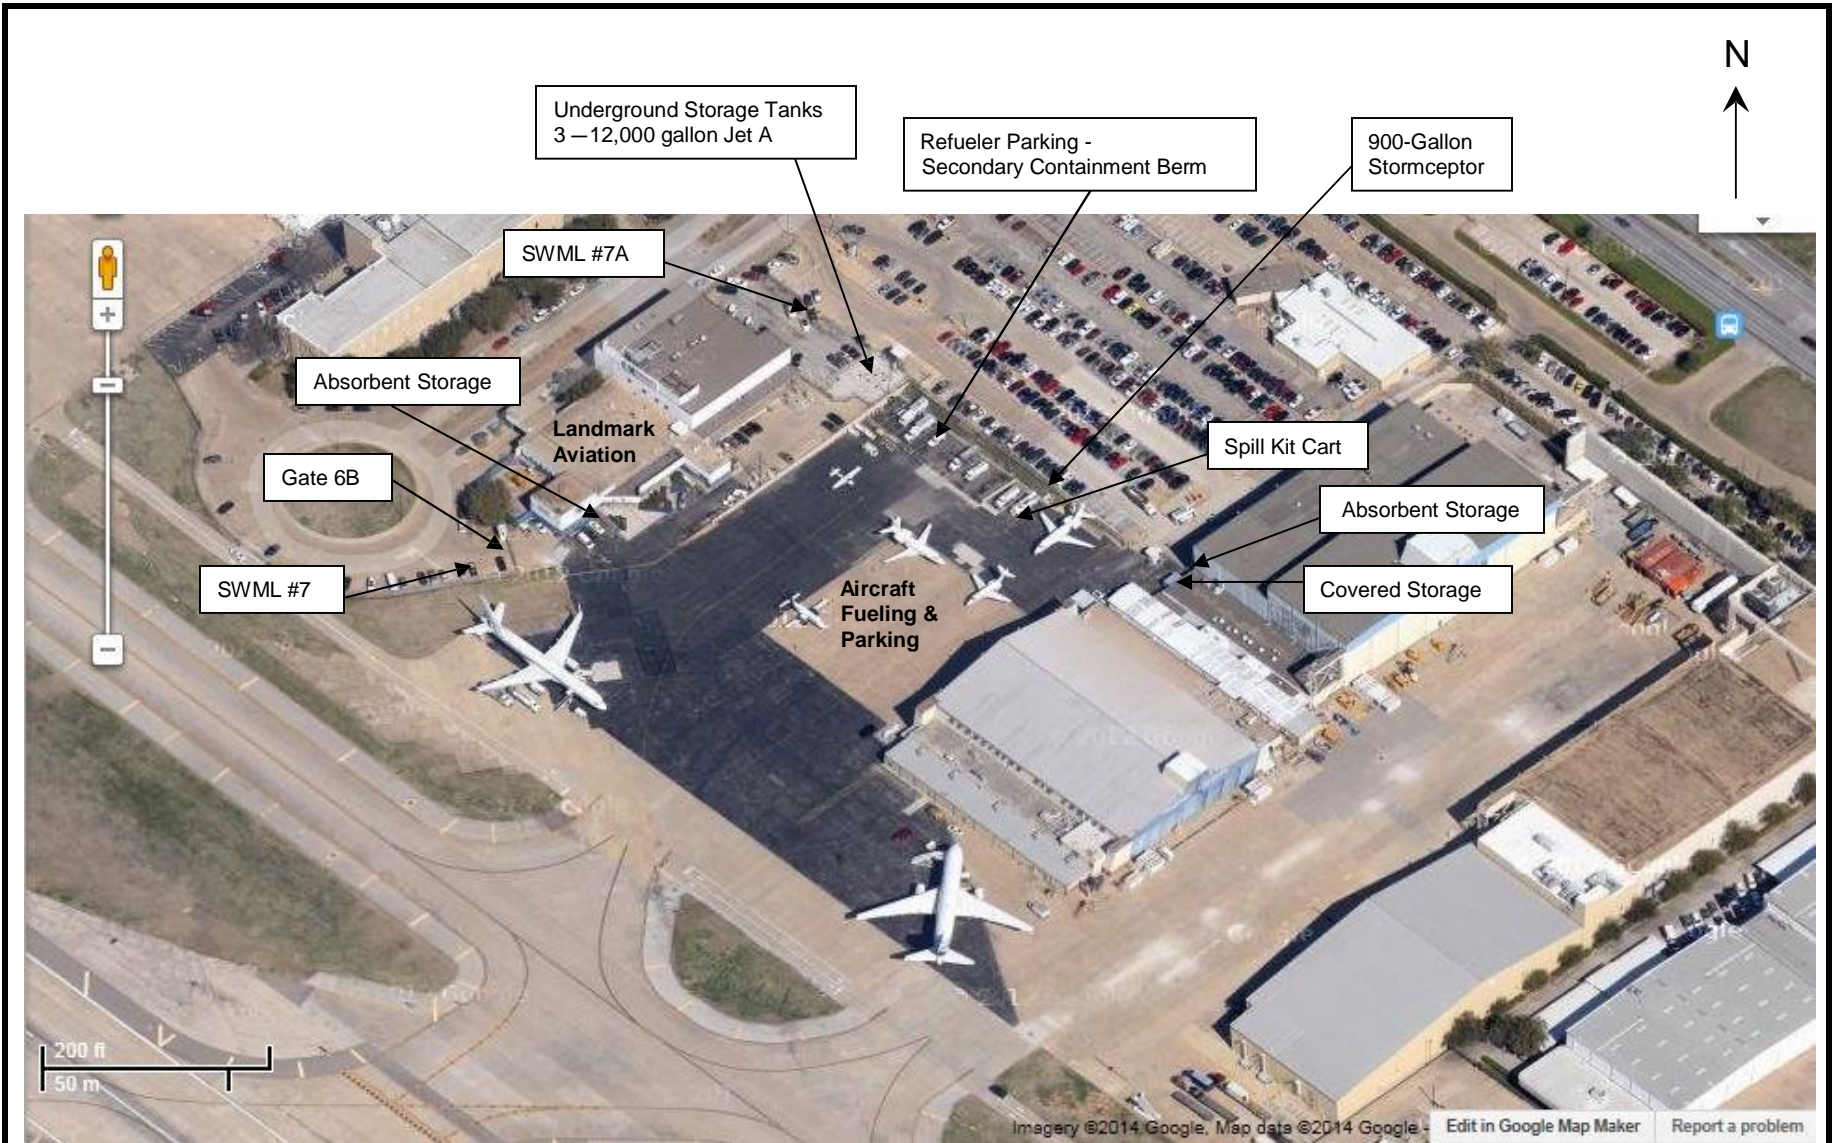 N
Underground Storage Tanks
3 —12,000 gallon Jet A
Refueler Parking -
Secondary Containment Berm
900-Gallon
Stormceptor
SWML #7A
Absorbent Storage
Landmark
Aviation
Spill Kit Cart
Gate 6B
Absorbent Storage
SWML #7
Aircraft
Fueling &
Parking
Covered Storage
200 ft
50 m
Imagery ©2014 Google, Map data ©2014 Google -
Edit in Google Map Maker
Report a problem